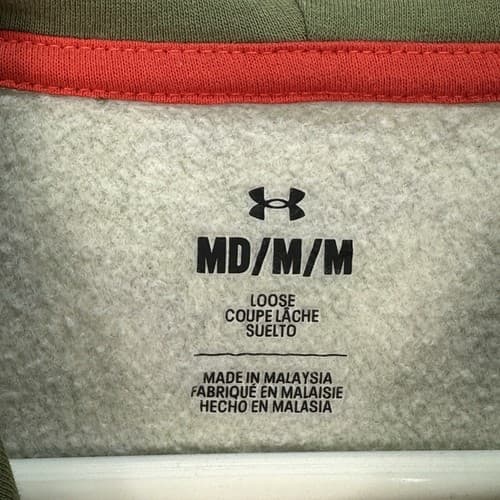 MD/M/M
LOOSE
COUPE LÂCHE
SUELTO
MADE IN MALAYSIA
FABRIQUÉ EN MALAISIE
HECHO EN MALASIA